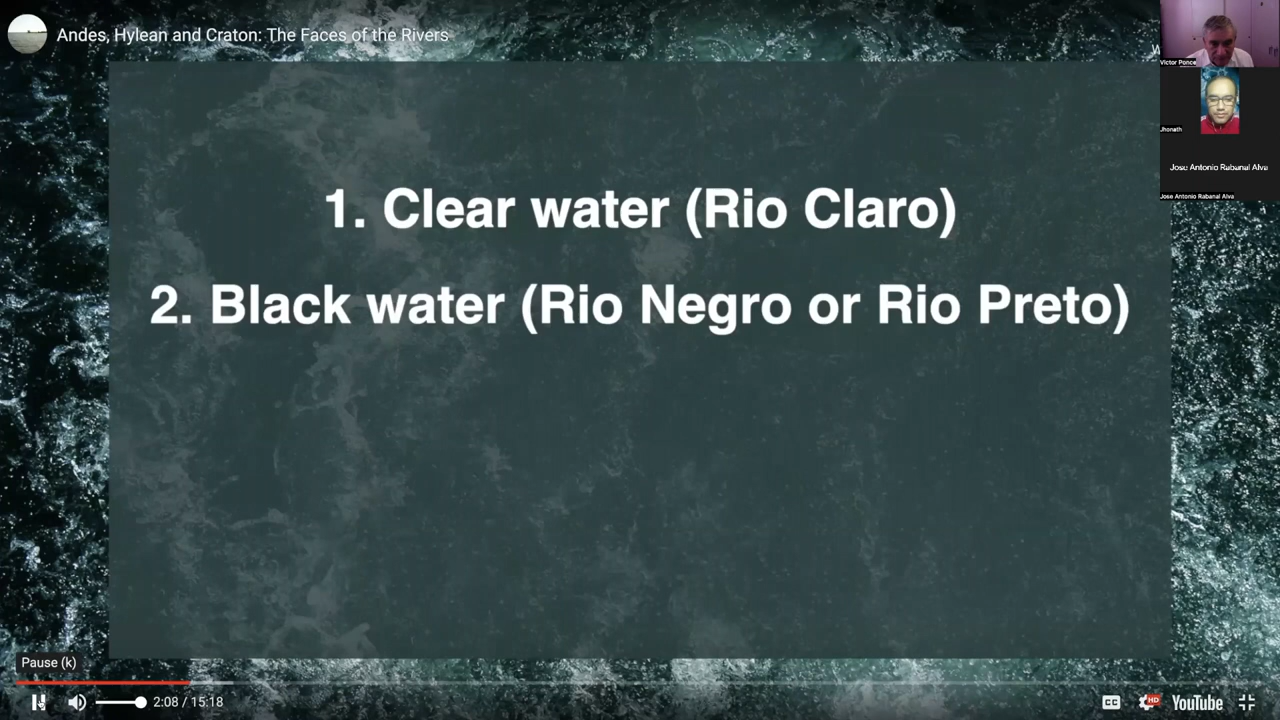 Andes, Hylean and Craton: The Faces of the Rivers
W
Victor Ponce
Jhonath
Jose Antonio Rabanal Alva
Jose Antonio Rabanal Alva
1. Clear water (Rio Claro)
2. Black water (Rio Negro or Rio Preto)
Pause (k)
2:08 / 15:18
CC
HD
YouTube